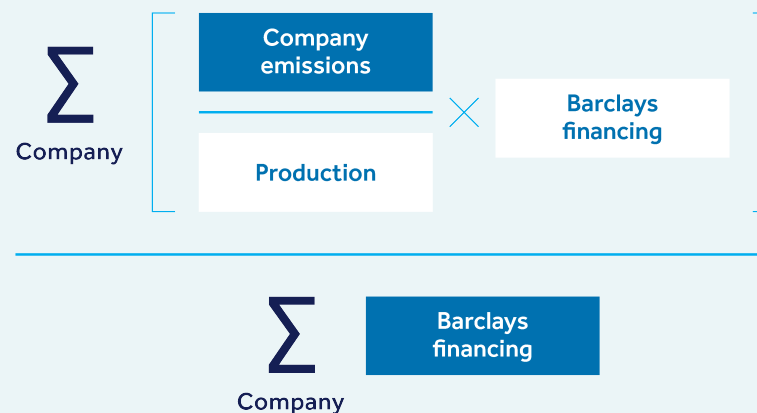 Σ
Company
Company
emissions
Production
×
Barclays
financing
Σ
Company
Barclays
financing